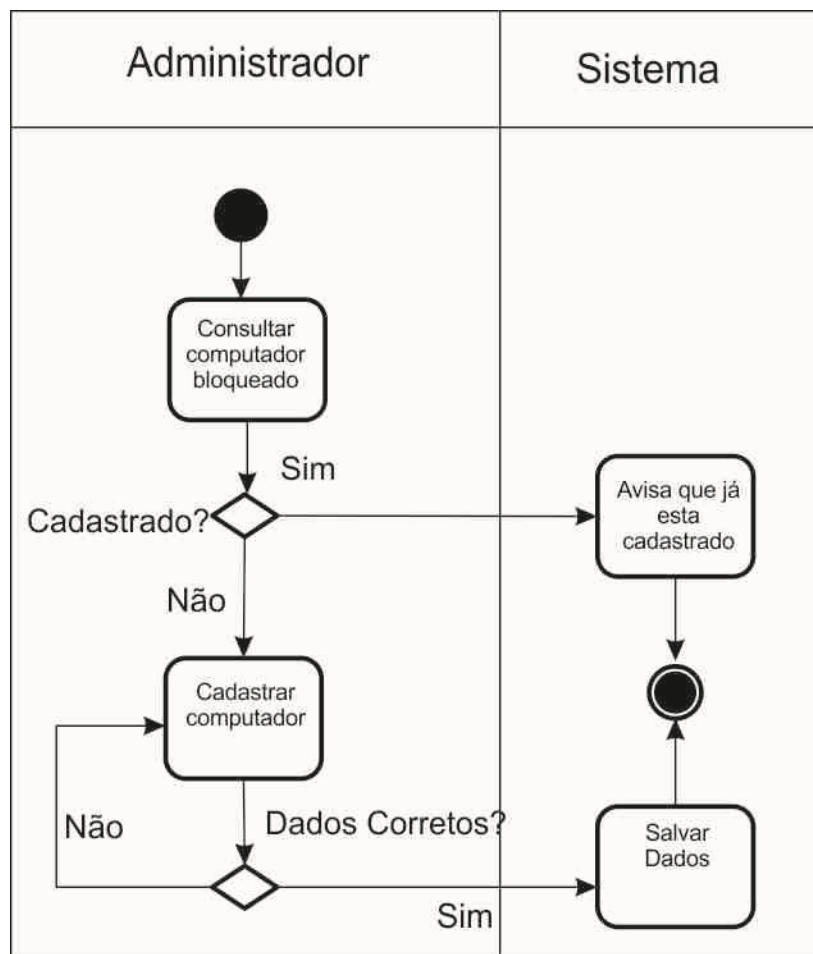 Administrador
Sistema
Consultar
computador
bloqueado
Sim
Cadastrado?
Avisa que já
esta
cadastrado
Não
Cadastrar
computador
Não
Dados Corretos?
Salvar
Dados
Sim